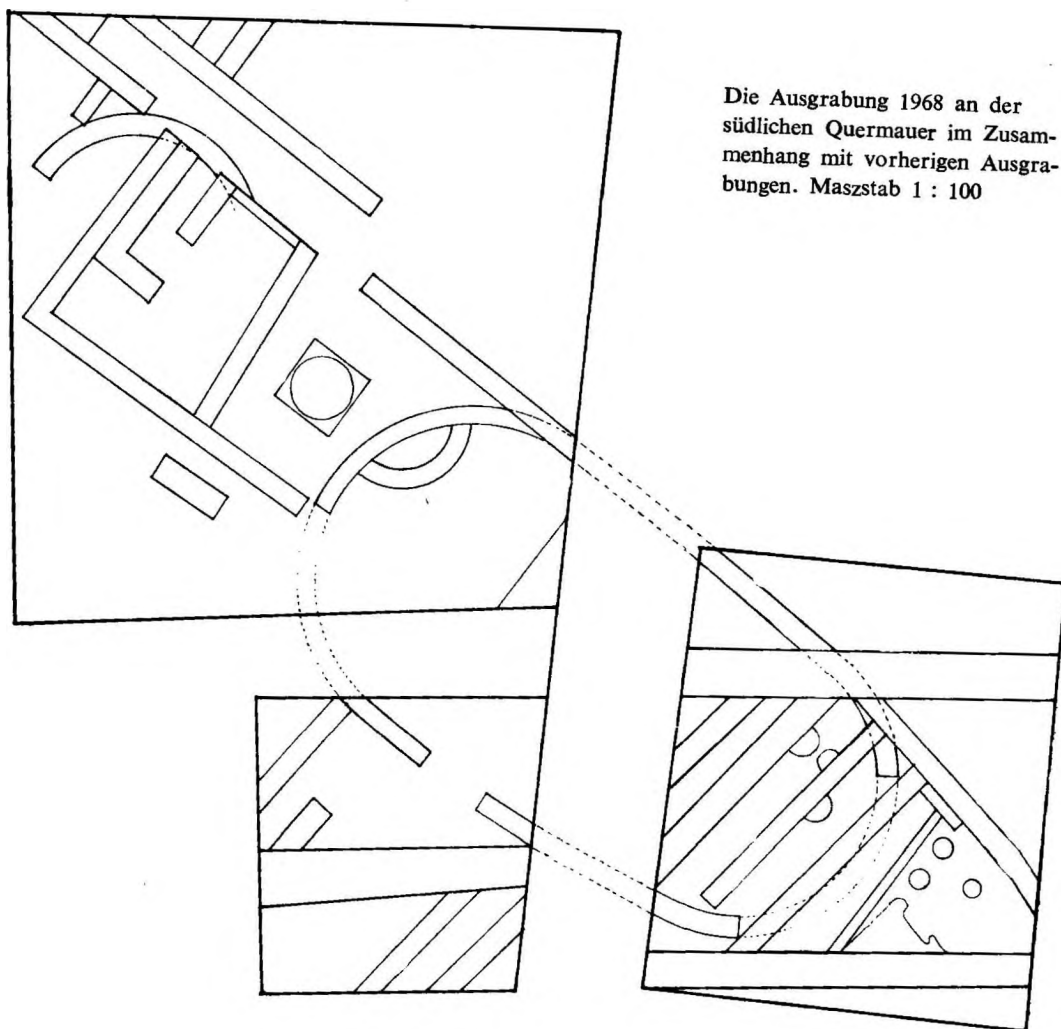 Die Ausgrabung 1968 an der
südlichen Quermauer im Zusam-
menhang mit vorherigen Ausgra-
bungen. Maszstab 1 : 100